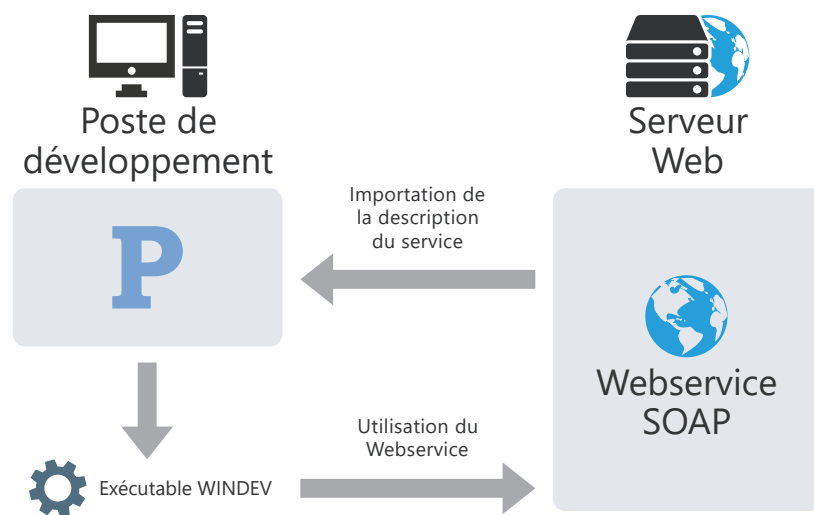 Poste de
développement
Serveur
Web
Importation de
la description
du service
P
Webservice
SOAP
Utilisation du
Webservice
Exécutable WINDEV